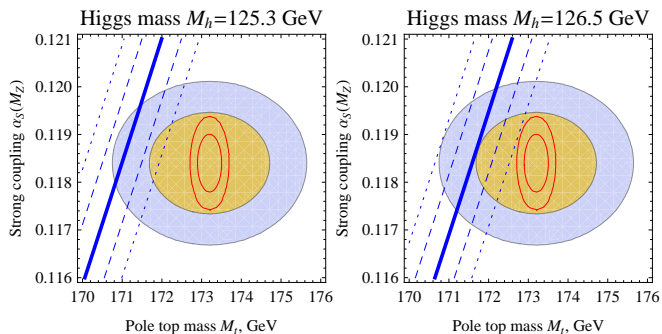 Higgs mass M_h=125.3 GeV
Strong coupling α_S(M_Z)
0.121
0.120
0.119
0.118
0.117
0.116
170 171 172 173 174 175 176
Pole top mass M_t, GeV
Higgs mass M_h=126.5 GeV
Strong coupling α_S(M_Z)
0.121
0.120
0.119
0.118
0.117
0.116
170 171 172 173 174 175 176
Pole top mass M_t, GeV